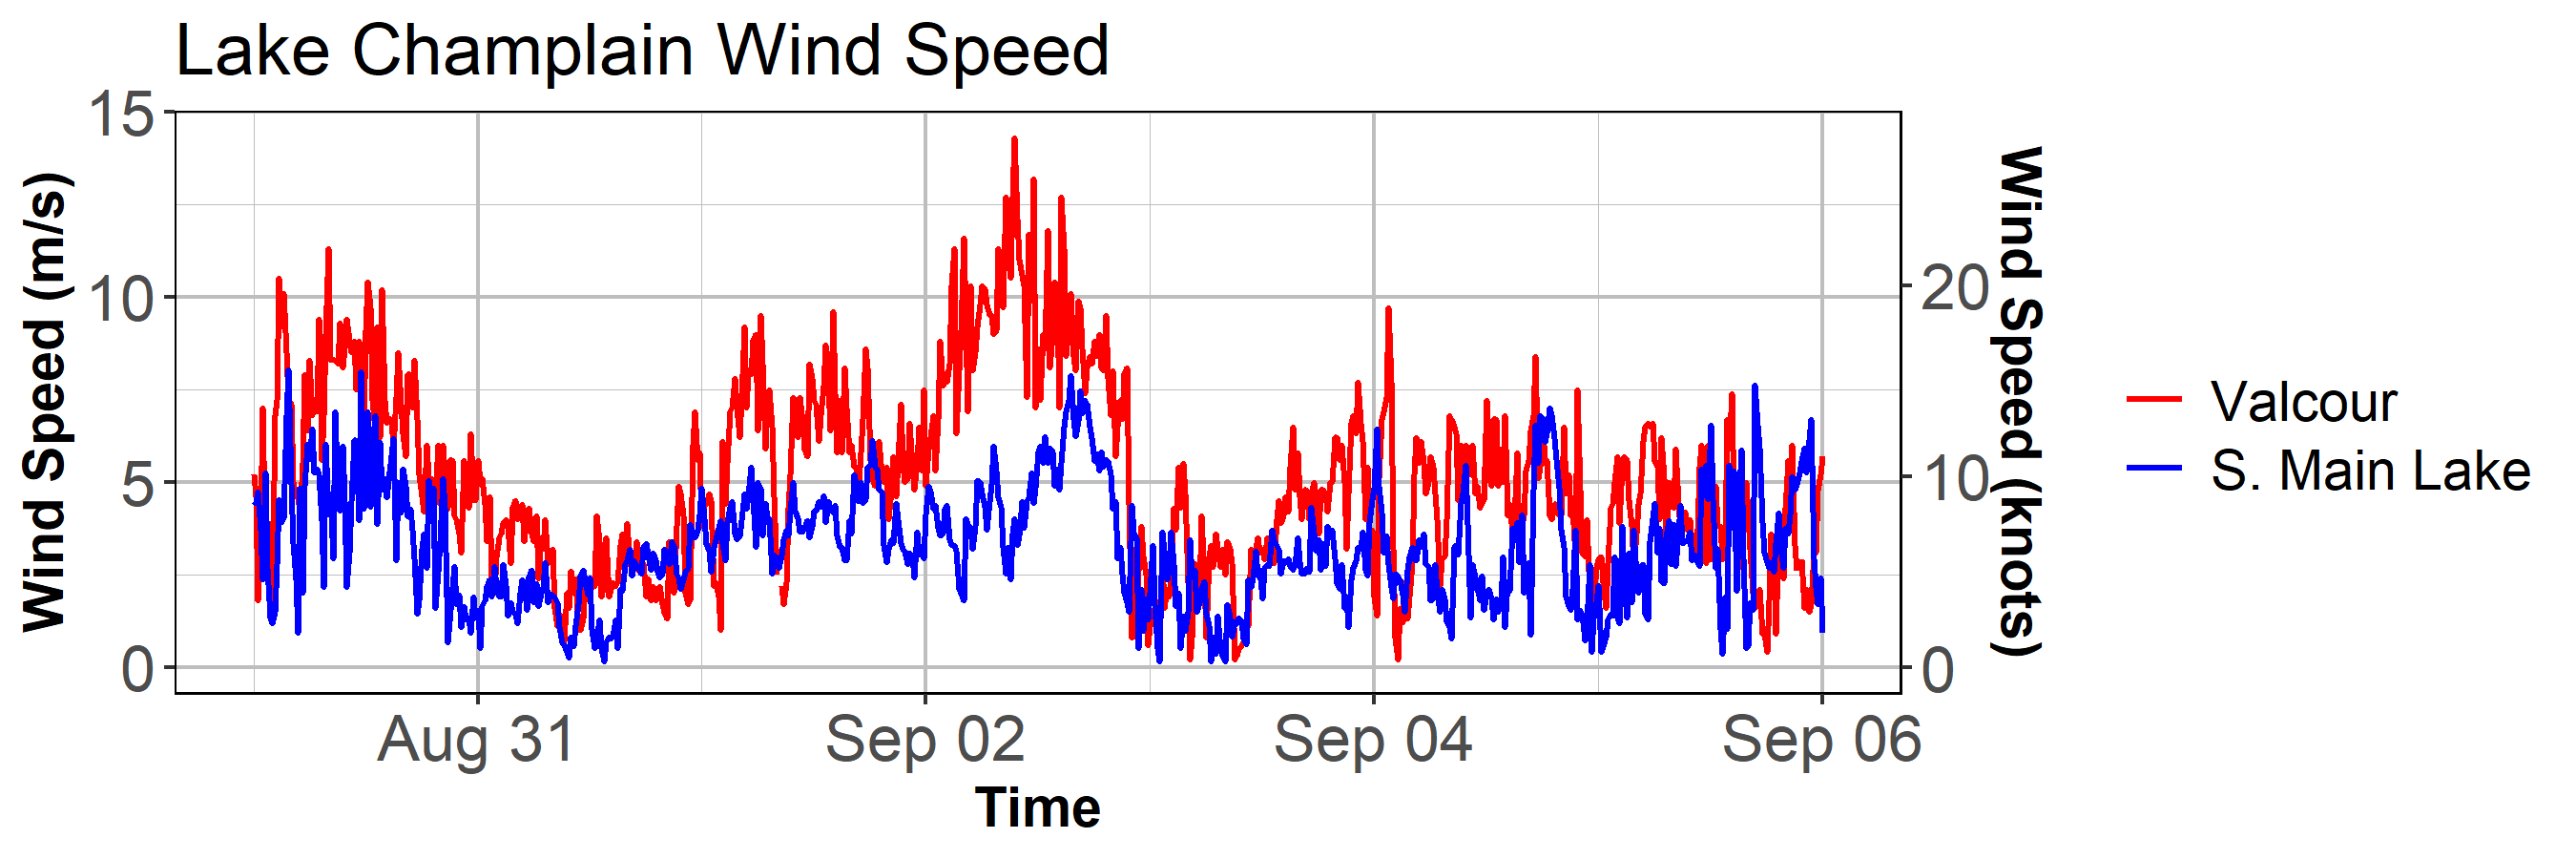 Lake Champlain Wind Speed
Wind Speed (m/s)
15
10
5
0
20
10
0
Wind Speed (knots)
Aug 31
Sep 02
Sep 04
Sep 06
Time
Valcour
S. Main Lake